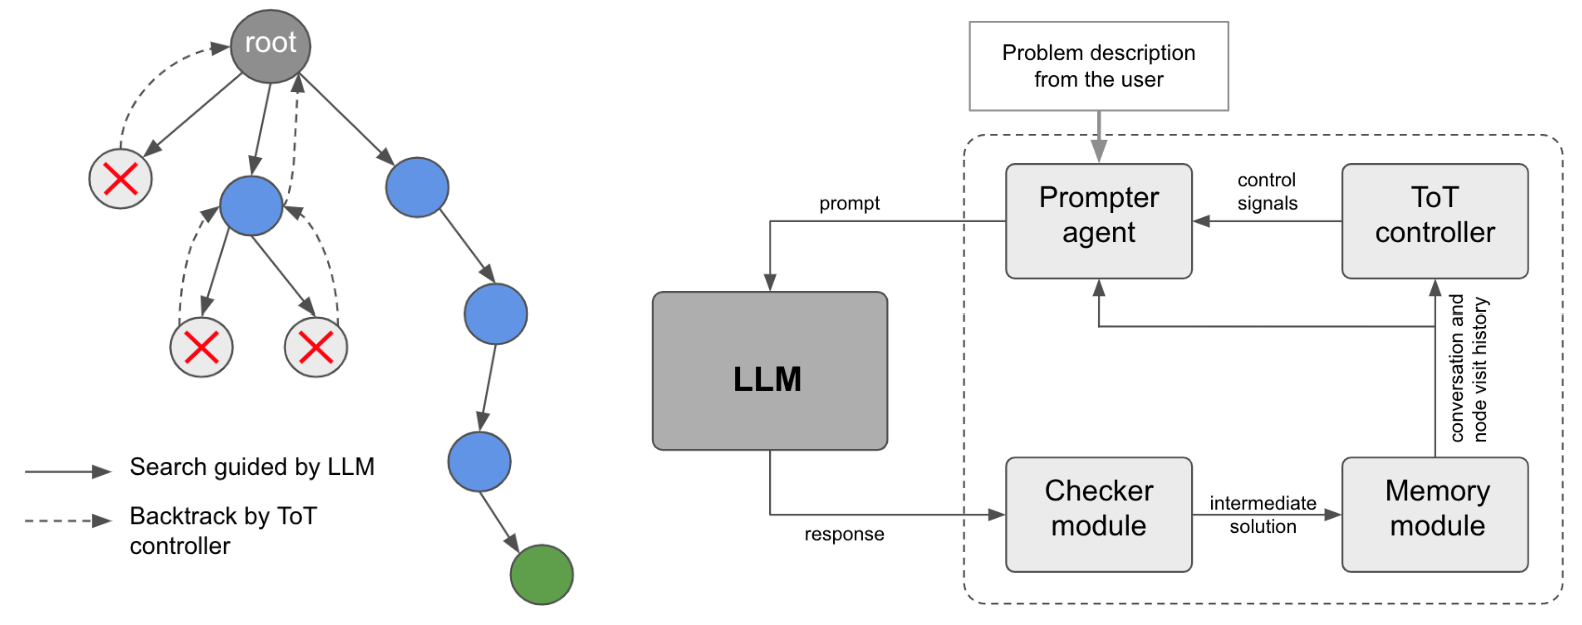 root
Search guided by LLM
Backtrack by ToT
controller
Problem description
from the user
Prompter
agent
control
signals
ToT
controller
prompt
LLM
conversation and
node visit history
Checker
module
intermediate
solution
Memory
module
response